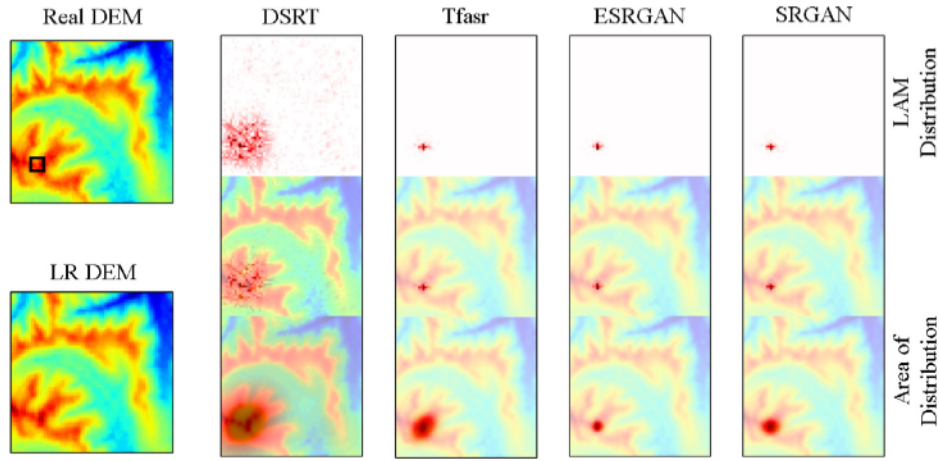 Real DEM
DSRT
Tfasr
ESRGAN
SRGAN
LAM
Distribution
LR DEM
Area of
Distribution